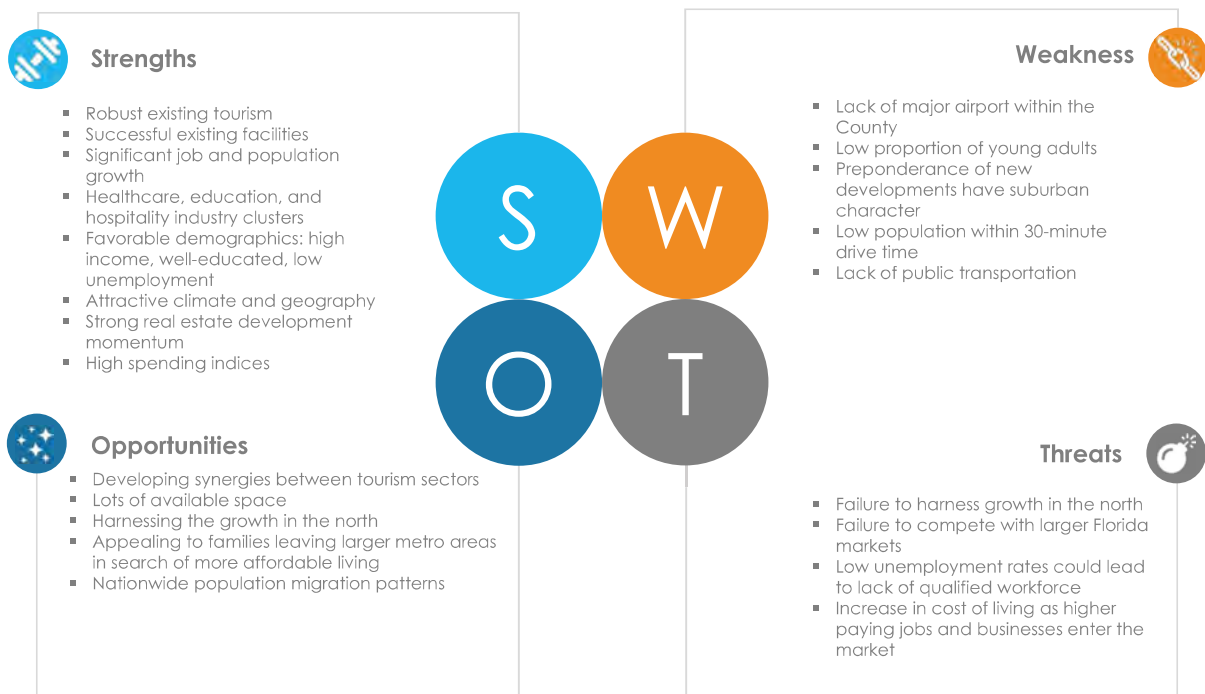 Strengths
▪ Robust existing tourism
▪ Successful existing facilities
▪ Significant job and population
growth
▪ Healthcare, education, and
hospitality industry clusters
▪ Favorable demographics: high
income, well-educated, low
unemployment
▪ Attractive climate and geography
▪ Strong real estate development
momentum
▪ High spending indices
Weakness
▪ Lack of major airport within the
County
▪ Low proportion of young adults
▪ Preponderance of new
developments have suburban
character
▪ Low population within 30-minute
drive time
▪ Lack of public transportation
S
W
O
T
Opportunities
▪ Developing synergies between tourism sectors
▪ Lots of available space
▪ Harnessing the growth in the north
▪ Appealing to families leaving larger metro areas
in search of more affordable living
▪ Nationwide population migration patterns
Threats
▪ Failure to harness growth in the north
▪ Failure to compete with larger Florida
markets
▪ Low unemployment rates could lead
to lack of qualified workforce
▪ Increase in cost of living as higher
paying jobs and businesses enter the
market